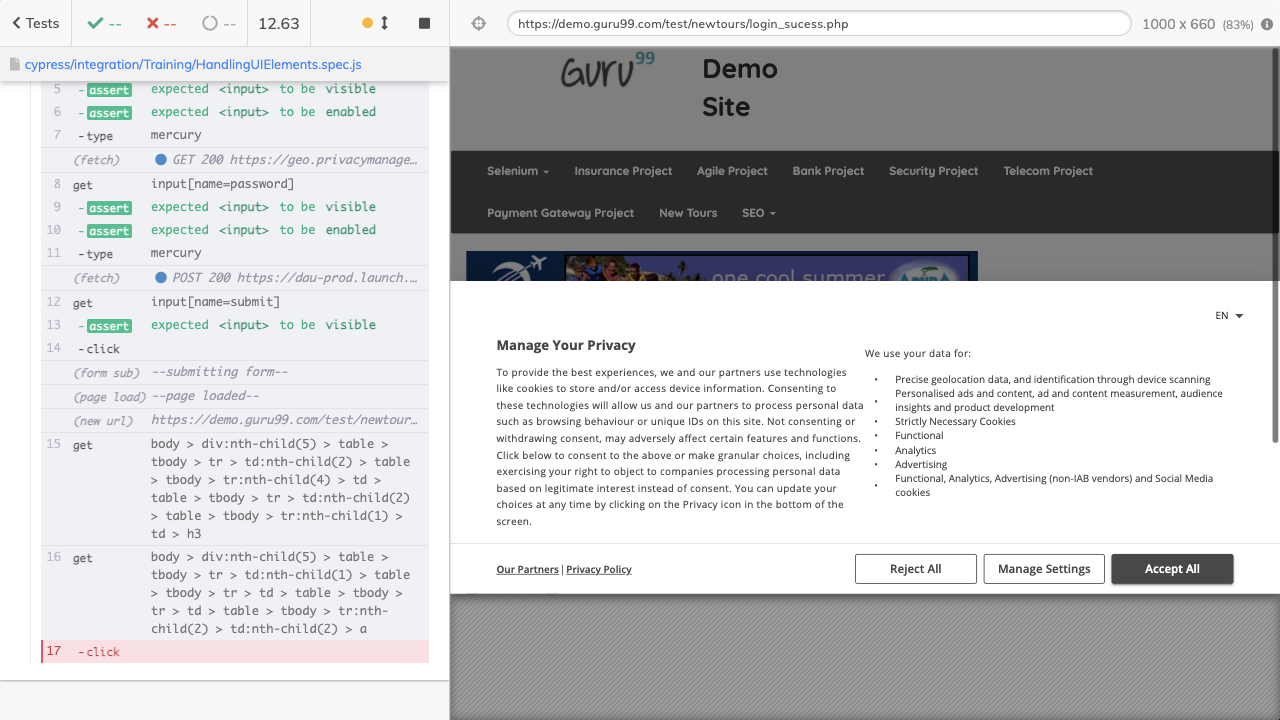 Tests
--
--
--
12.63
https://demo.guru99.com/test/newtours/login_sucess.php
1000 x 660 (83%)
cypress/integration/Training/HandlingUIElements.spec.js
5 - assert expected <input> to be visible
6 - assert expected <input> to be enabled
7 - type mercury
(fetch) GET 200 https://geo.privacymanage…
8 get input[name=password]
9 - assert expected <input> to be visible
10 - assert expected <input> to be enabled
11 - type mercury
(fetch) POST 200 https://dau-prod.launch.…
12 get input[name=submit]
13 - assert expected <input> to be visible
14 - click
(form sub) --submitting form--
(page load) --page loaded--
(new url) https://demo.guru99.com/test/newtour…
15 get body > div:nth-child(5) > table >
tbody > tr > td:nth-child(2) > table
> tbody > tr:nth-child(4) > td >
table > tbody > tr > td:nth-child(2)
> table > tbody > tr:nth-child(1) >
td > h3
16 get body > div:nth-child(5) > table >
tbody > tr > td:nth-child(1) > table
> tbody > tr > td > table > tbody >
tr > td > table > tbody > tr:nth-
child(2) > td:nth-child(2) > a
17 - click
GURU 99
Demo
Site
Selenium Insurance Project Agile Project Bank Project Security Project Telecom Project
Payment Gateway Project New Tours SEO
one cool summer
EN
Manage Your Privacy
To provide the best experiences, we and our partners use technologies
like cookies to store and/or access device information. Consenting to
these technologies will allow us and our partners to process personal data
such as browsing behaviour or unique IDs on this site. Not consenting or
withdrawing consent, may adversely affect certain features and functions.
Click below to consent to the above or make granular choices, including
exercising your right to object to companies processing personal data
based on legitimate interest instead of consent. You can update your
choices at any time by clicking on the Privacy icon in the bottom of the
screen.
We use your data for:
• Precise geolocation data, and identification through device scanning
• Personalised ads and content, ad and content measurement, audience
insights and product development
• Strictly Necessary Cookies
• Functional
• Analytics
• Advertising
• Functional, Analytics, Advertising (non-IAB vendors) and Social Media
cookies
Our Partners | Privacy Policy
Reject All
Manage Settings
Accept All